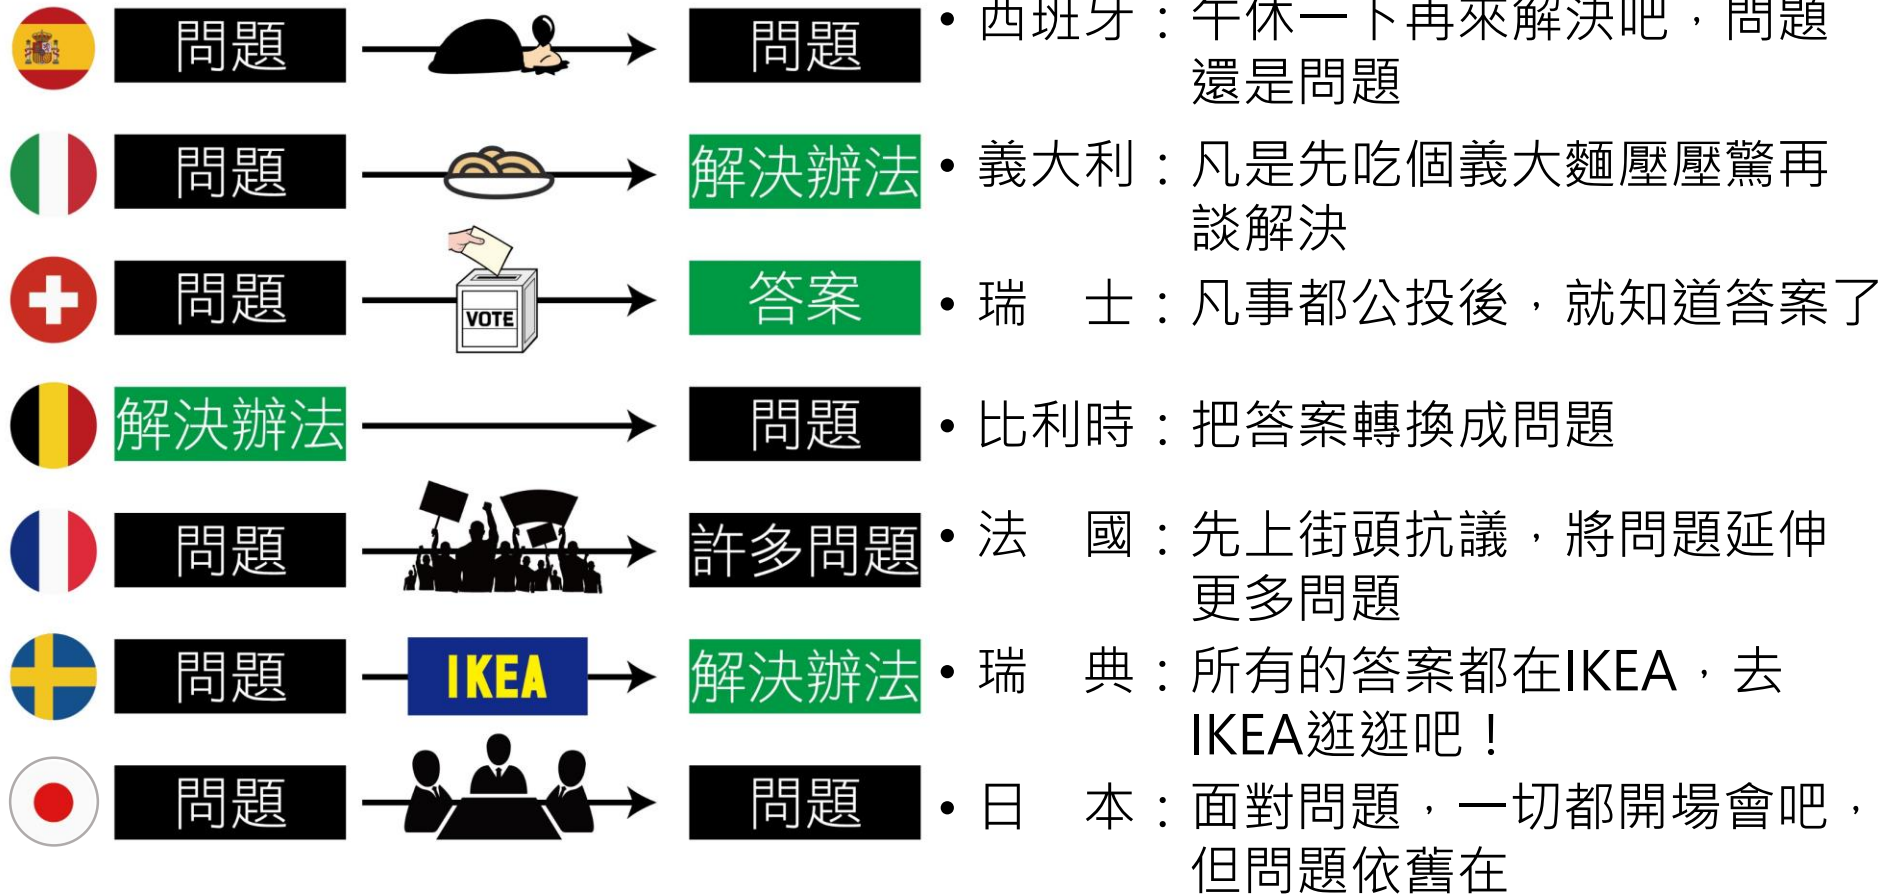 問題
問題
• 西班牙：午休一下再來解決吧，問題
還是問題
問題
解決辦法
• 義大利：凡是先吃個義大麵壓壓驚再
談解決
問題
VOTE
答案
• 瑞　士：凡事都公投後，就知道答案了
解決辦法
問題
• 比利時：把答案轉換成問題
問題
許多問題
• 法　國：先上街頭抗議，將問題延伸
更多問題
問題
IKEA
解決辦法
• 瑞　典：所有的答案都在IKEA，去
IKEA逛逛吧！
問題
問題
• 日　本：面對問題，一切都開場會吧，
但問題依舊在